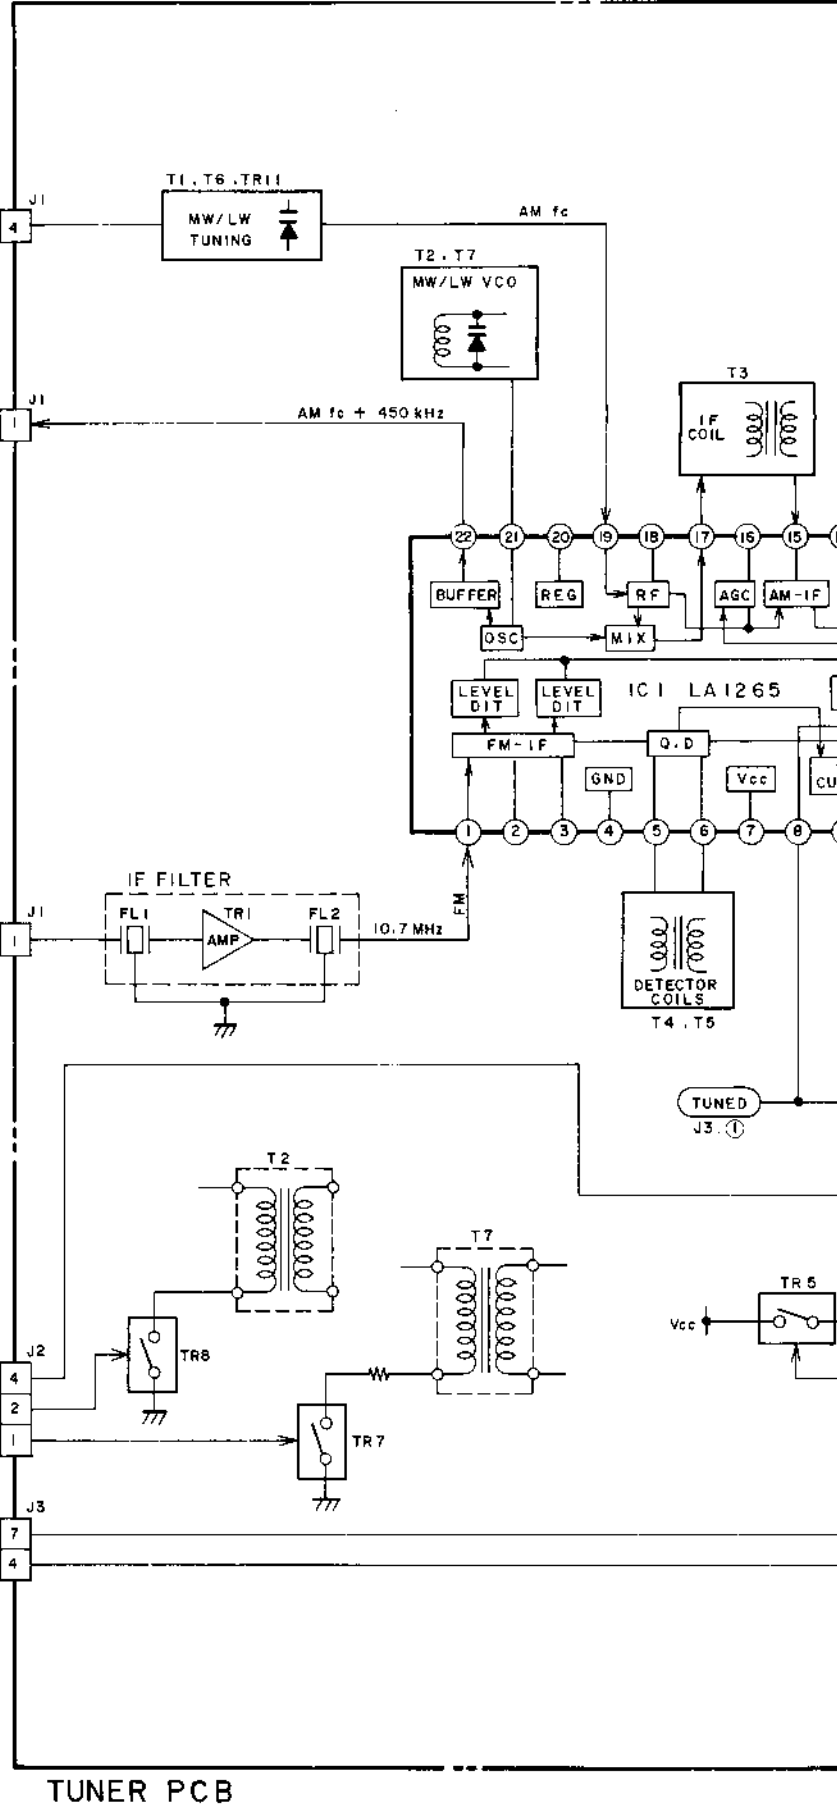 T1, T6, TR11
J1
4
MW/LW
TUNING
AM fc
T2, T7
MW/LW VCO
T3
IF
COIL
J1
1
AM fc + 450 kHz
22 21 20 19 18 17 16 15
BUFFER
REG
RF
AGC
AM-IF
OSC
MIX
LEVEL
DIT
LEVEL
DIT
IC1 LA1265
FM-IF
Q.D
GND
Vcc
CU
1 2 3 4 5 6 7 8
IF FILTER
FM
J1
1
FL1
TR1
AMP
FL2
10.7 MHz
DETECTOR
COILS
T4, T5
TUNED
J3. ①
T2
T7
TR5
Vcc
J2
4
2
1
TR8
TR7
J3
7
4
TUNER PCB